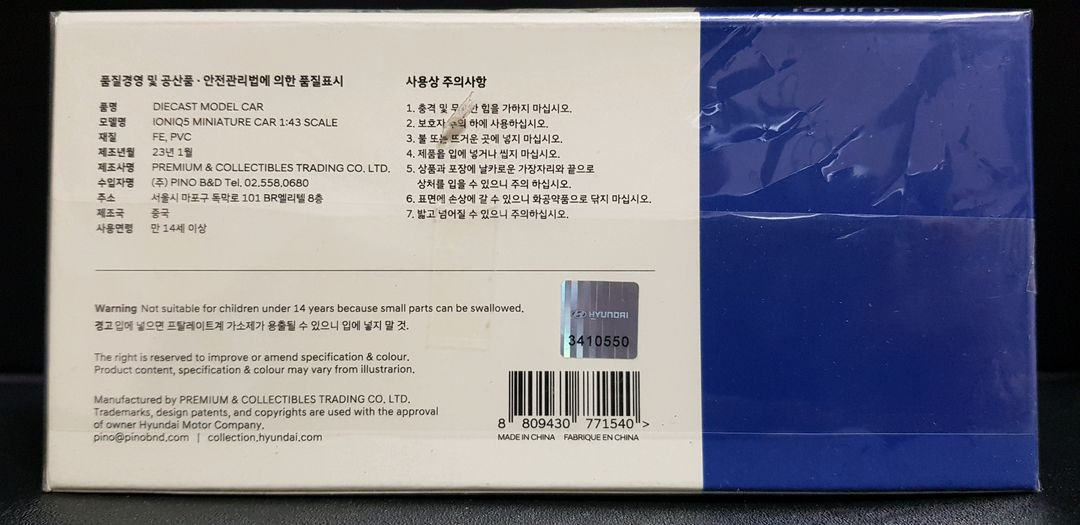 품질경영 및 공산품·안전관리법에 의한 품질표시
품명 DIECAST MODEL CAR
모델명 IONIQ5 MINIATURE CAR 1:43 SCALE
재질 FE, PVC
제조년월 23년 1월
제조사명 PREMIUM & COLLECTIBLES TRADING CO. LTD.
수입자명 (주) PINO B&D Tel. 02.558.0680
주소 서울시 마포구 독막로 101 BR엘리텔 8층
제조국 중국
사용연령 만 14세 이상
사용상 주의사항
1. 충격 및 힘을 가하지 마십시오.
2. 보호자 주의 하에 사용하십시오.
3. 불 또는 뜨거운 곳에 넣지 마십시오.
4. 제품을 입에 넣거나 씹지 마십시오.
5. 상품과 포장에 날카로운 가장자리와 끝으로
상처를 입을 수 있으니 주의 하십시오.
6. 표면에 손상에 갈 수 있으니 화공약품으로 닦지 마십시오.
7. 밟고 넘어질 수 있으니 주의하십시오.
Warning Not suitable for children under 14 years because small parts can be swallowed.
경고 입에 넣으면 프탈레이트계 가소제가 용출될 수 있으니 입에 넣지 말 것.
The right is reserved to improve or amend specification & colour.
Product content, specification & colour may vary from illustrarion.
Manufactured by PREMIUM & COLLECTIBLES TRADING CO. LTD.
Trademarks, design patents, and copyrights are used with the approval
of owner Hyundai Motor Company.
pino@pinobnd.com | collection.hyundai.com
HYUNDAI
3410550
8 809430 771540 >
MADE IN CHINA FABRIQUE EN CHINA